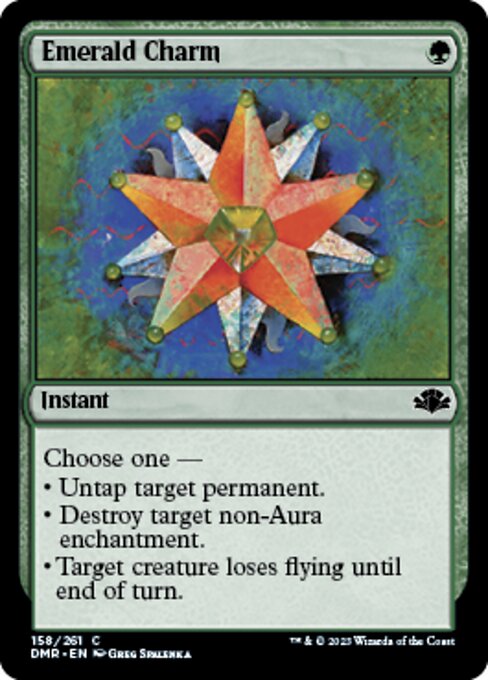 Emerald Charm
Instant
Choose one —
• Untap target permanent.
• Destroy target non-Aura
enchantment.
• Target creature loses flying until
end of turn.
158/261 C
DMR • EN Greg Spalenka
™ & © 2023 Wizards of the Coast